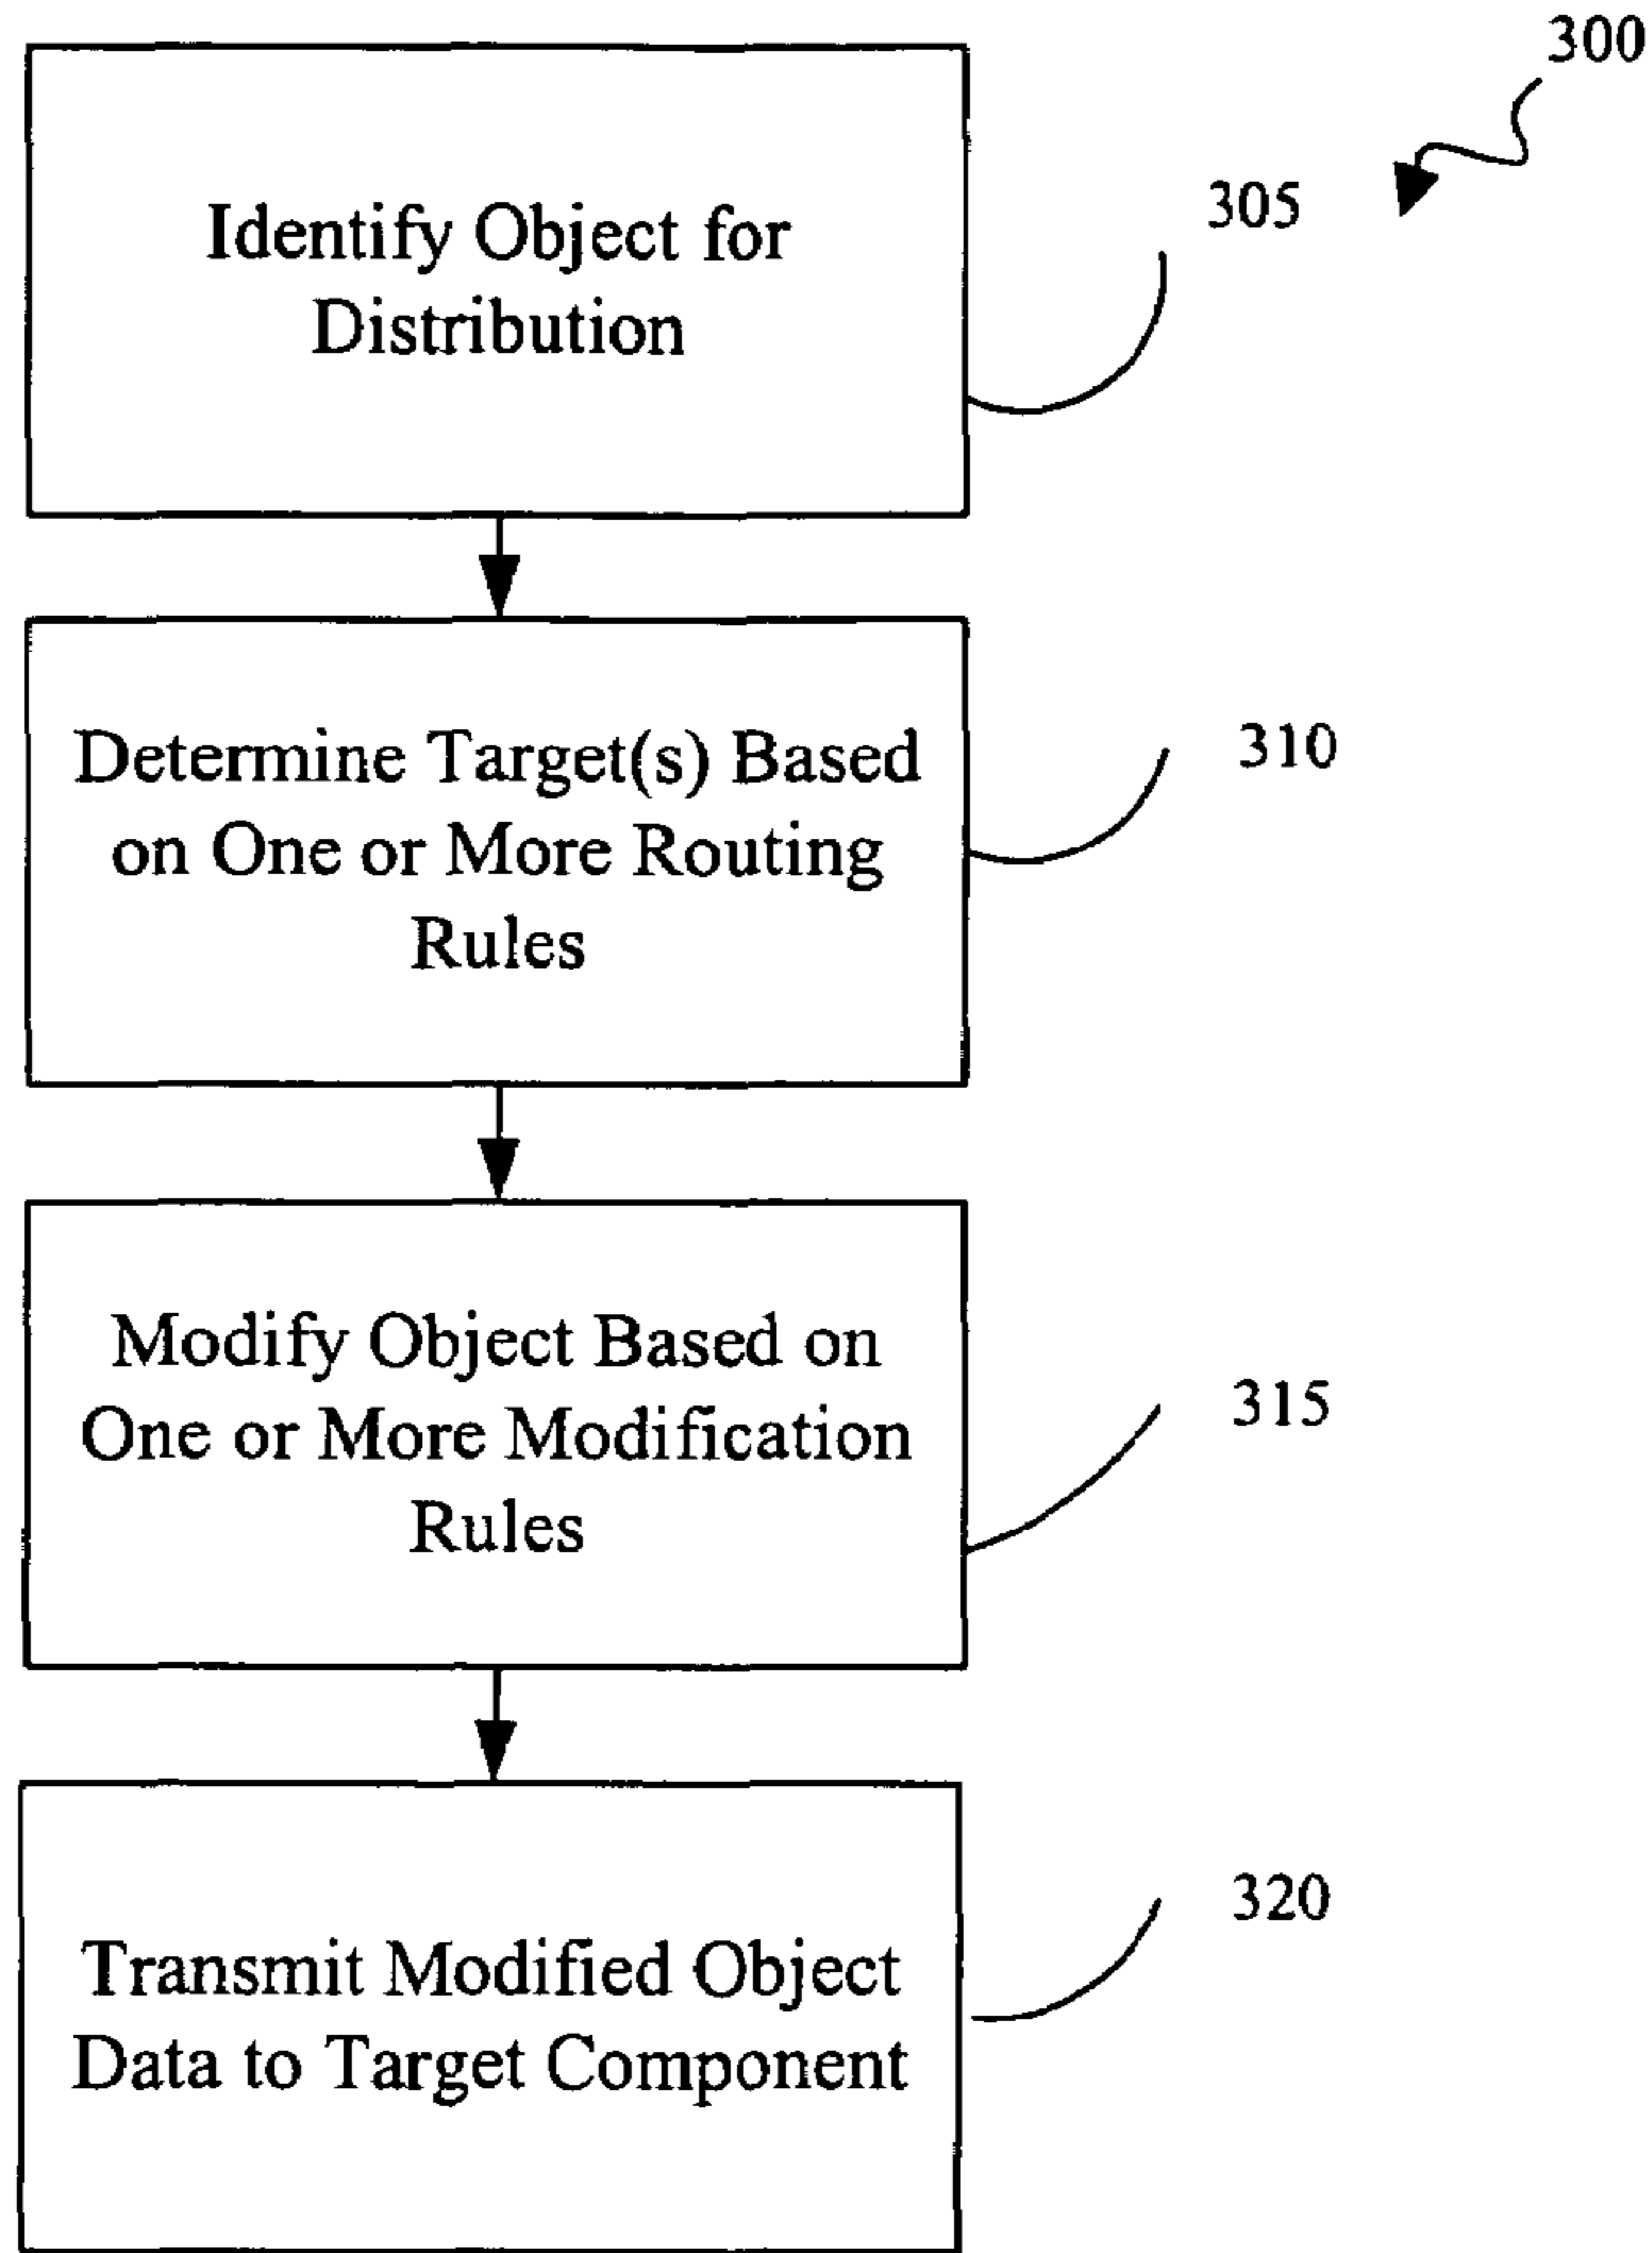 300
Identify Object for
Distribution
305
Determine Target(s) Based
on One or More Routing
Rules
310
Modify Object Based on
One or More Modification
Rules
315
Transmit Modified Object
Data to Target Component
320